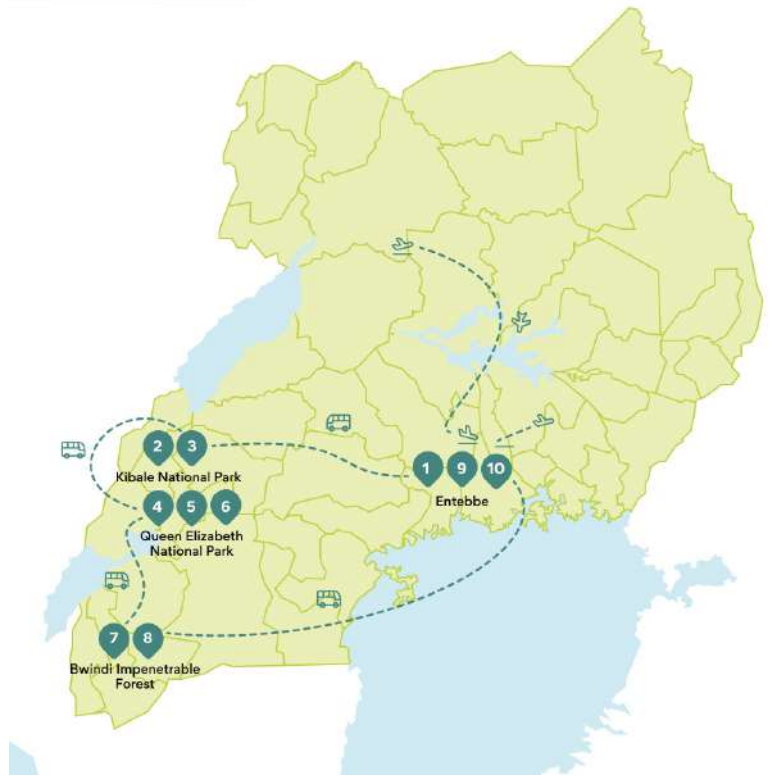 2 3
Kibale National Park
1 9 10
Entebbe
4 5 6
Queen Elizabeth
National Park
7 8
Bwindi Impenetrable
Forest